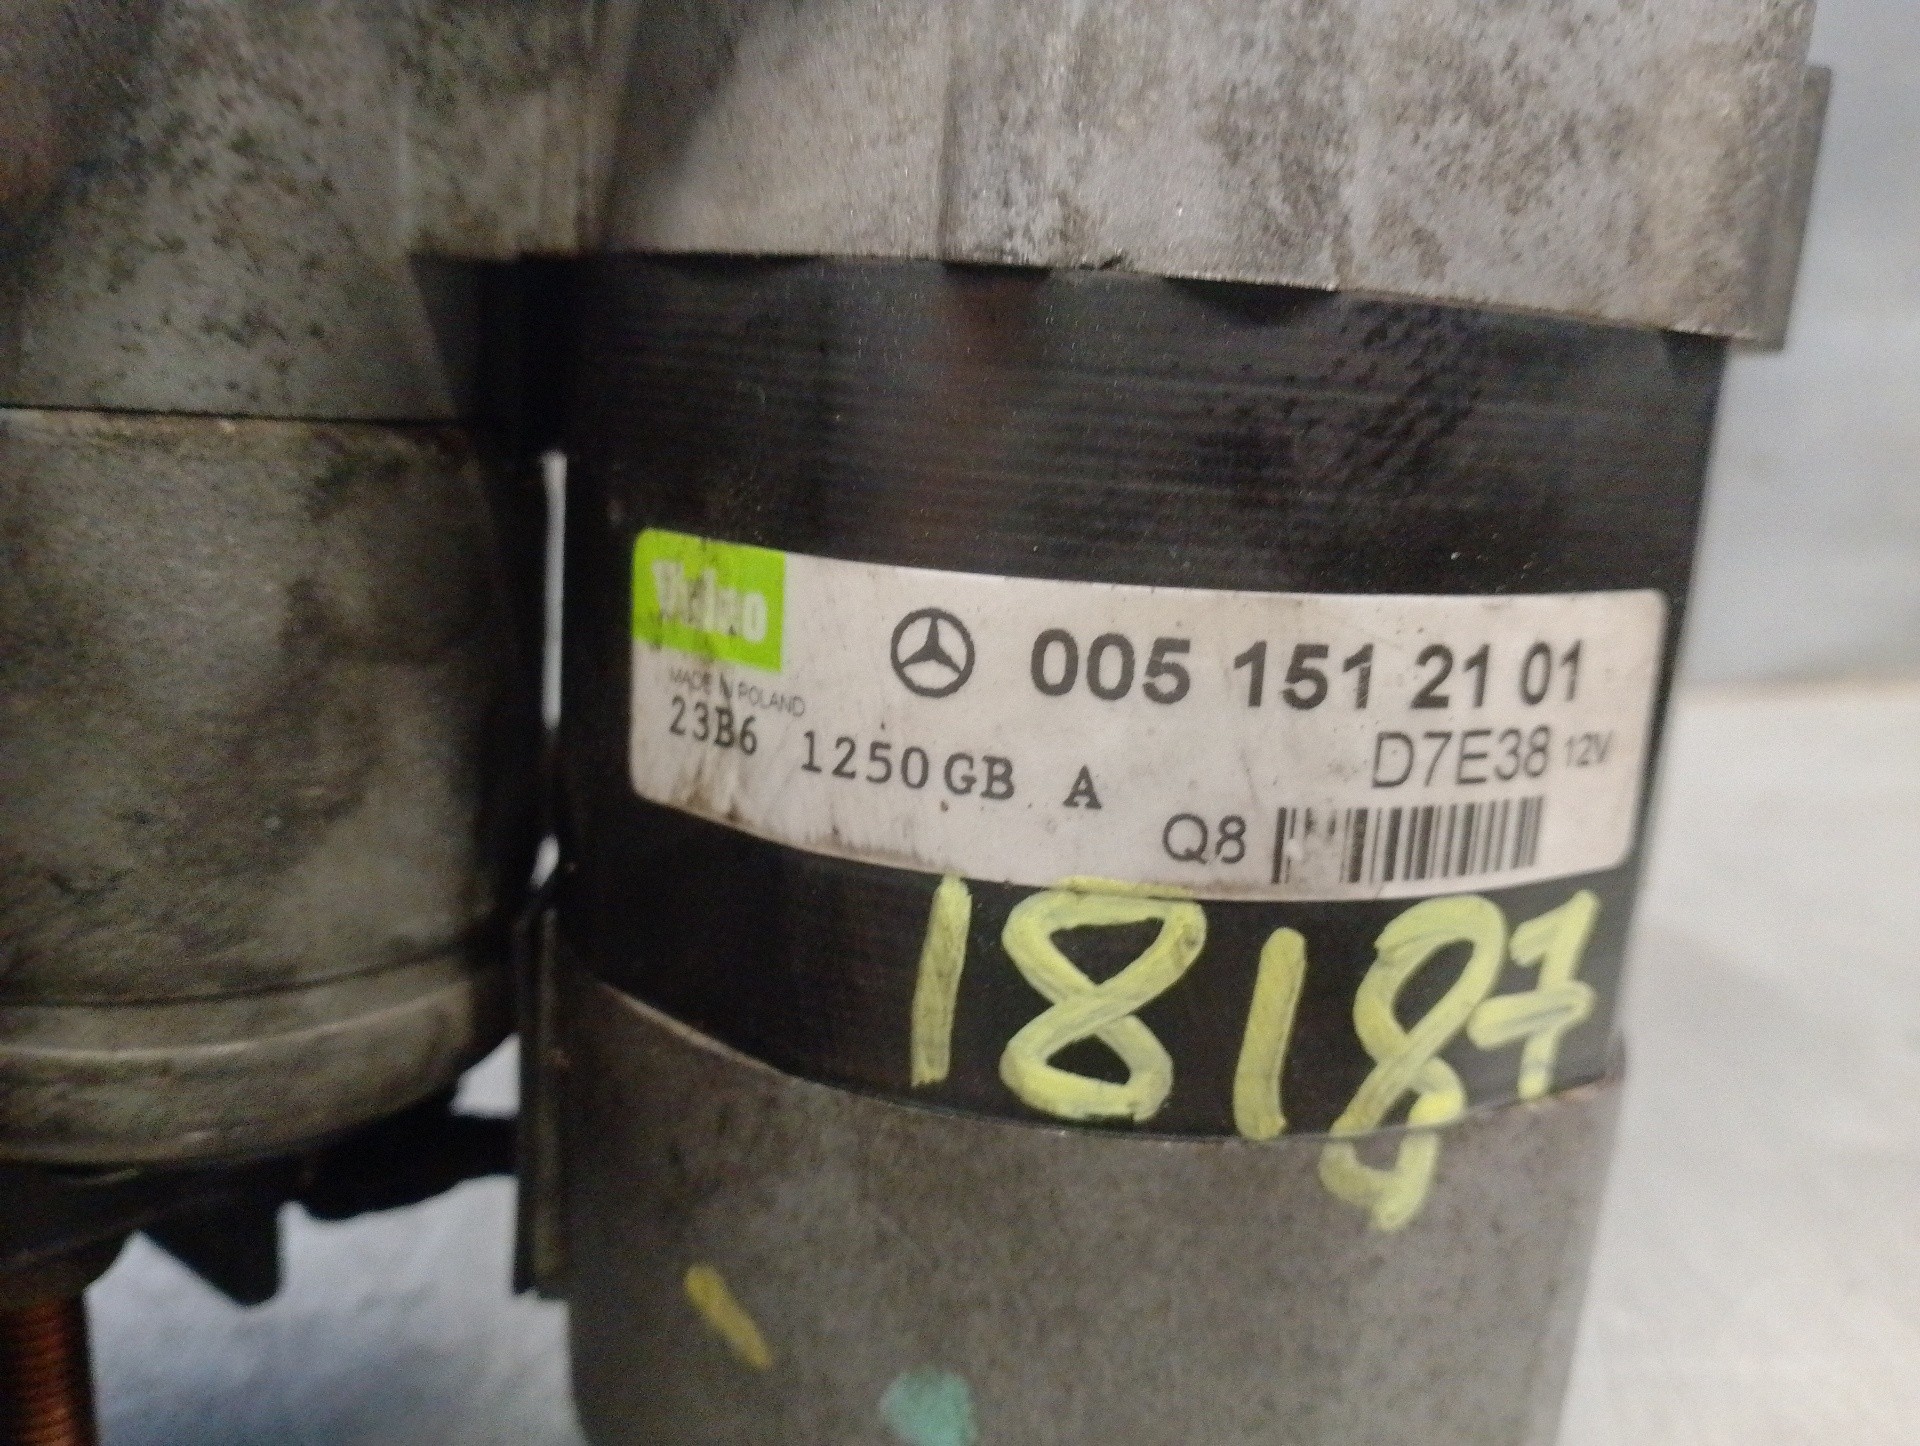 Valeo
005 151 21 01
MADE IN POLAND
D7E38 12V
23B6 1250GB A
Q8
18187